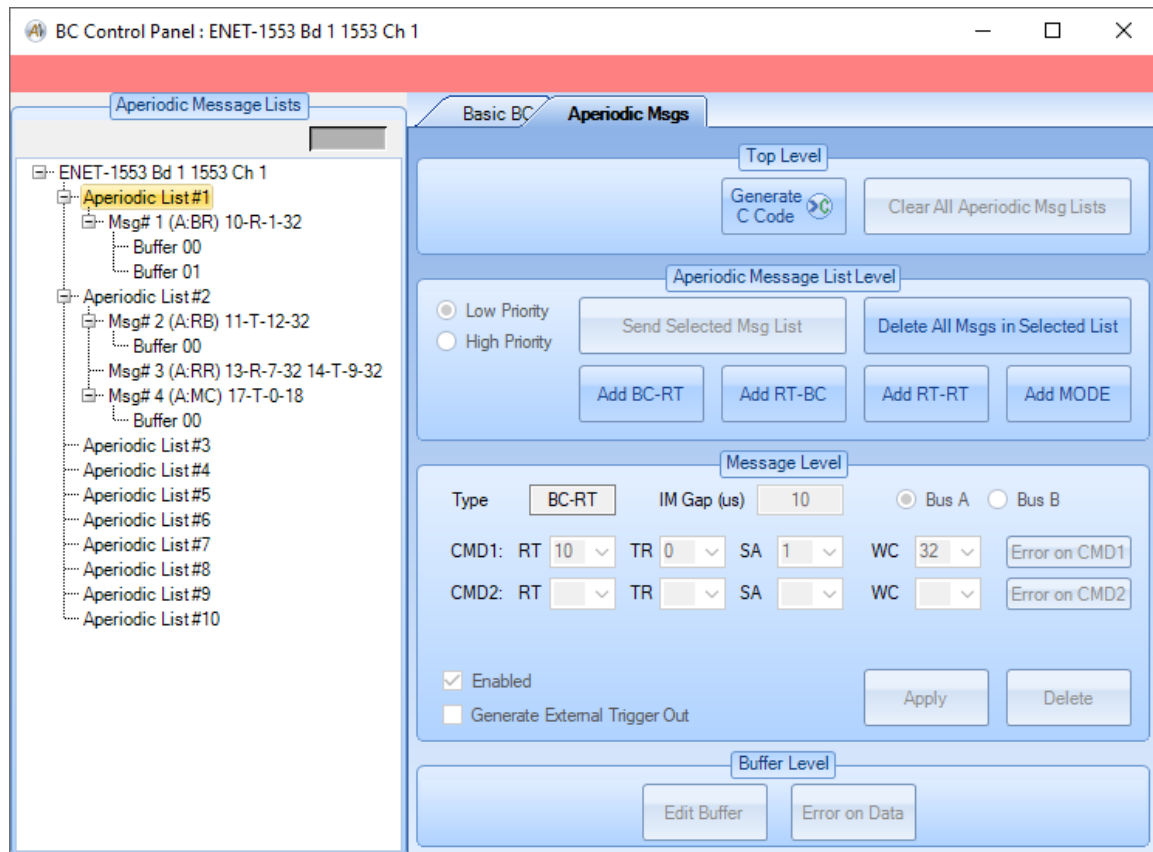 BC Control Panel : ENET-1553 Bd 1 1553 Ch 1
Aperiodic Message Lists
ENET-1553 Bd 1 1553 Ch 1
Aperiodic List#1
Msg# 1 (A:BR) 10-R-1-32
Buffer 00
Buffer 01
Aperiodic List#2
Msg# 2 (A:RB) 11-T-12-32
Buffer 00
Msg# 3 (A:RR) 13-R-7-32 14-T-9-32
Msg# 4 (A:MC) 17-T-0-18
Buffer 00
Aperiodic List#3
Aperiodic List#4
Aperiodic List#5
Aperiodic List#6
Aperiodic List#7
Aperiodic List#8
Aperiodic List#9
Aperiodic List#10
Basic BC Aperiodic Msgs
Top Level
Generate
C Code
Clear All Aperiodic Msg Lists
Aperiodic Message List Level
Low Priority
High Priority
Send Selected Msg List Delete All Msgs in Selected List
Add BC-RT Add RT-BC Add RT-RT Add MODE
Message Level
Type BC-RT IM Gap (us) 10 Bus A Bus B
CMD1: RT 10 TR 0 SA 1 WC 32 Error on CMD1
CMD2: RT TR SA WC Error on CMD2
Enabled
Generate External Trigger Out
Apply Delete
Buffer Level
Edit Buffer Error on Data